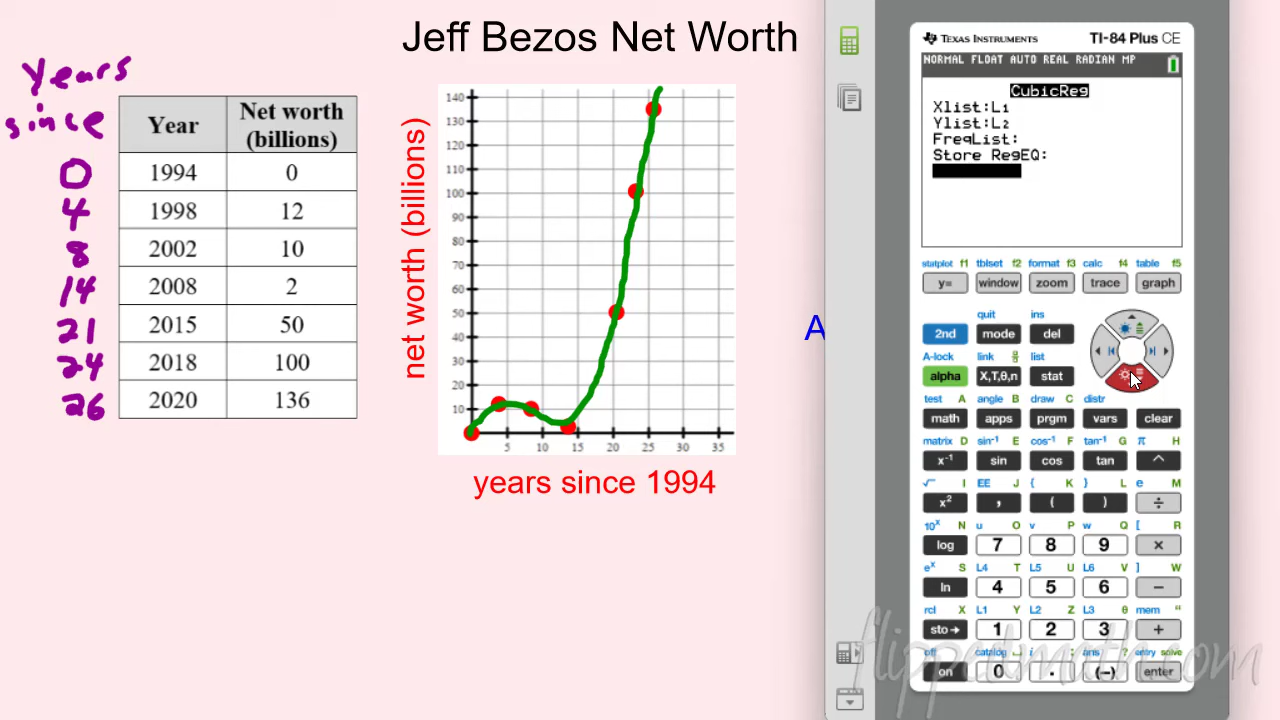 Jeff Bezos Net Worth
years
since
Year Net worth (billions)
0 1994 0
4 1998 12
8 2002 10
14 2008 2
21 2015 50
24 2018 100
26 2020 136
net worth (billions)
140
130
120
110
100
90
80
70
60
50
40
30
20
10
5 10 15 20 25 30 35
years since 1994
A
TEXAS INSTRUMENTS TI-84 Plus CE
NORMAL FLOAT AUTO REAL RADIAN MP
CubicReg
Xlist:L1
Ylist:L2
FreqList:
Store RegEQ:
statplot f1 tblset f2 format f3 calc f4 table f5
y= window zoom trace graph
quit ins
2nd mode del
A-lock link list
alpha X,T,θ,n stat
test A angle B draw C distr
math apps prgm vars clear
matrix D sin⁻¹ E cos⁻¹ F tan⁻¹ G π H
x⁻¹ sin cos tan ^
√ I EE J { K } L e M
x² , ( ) ÷
10ˣ N u O v P w Q [ R
log 7 8 9 ×
eˣ S L4 T L5 U L6 V ] W
ln 4 5 6 −
rcl X L1 Y L2 Z L3 θ mem "
sto→ 1 2 3 +
off catalog i : ans ? entry solve
on 0 . (−) enter
flippedmath.com